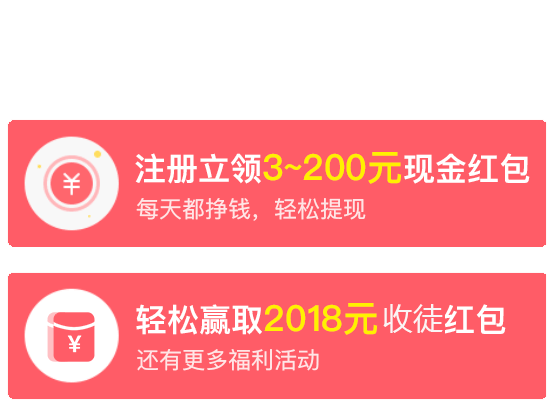 注册立领3~200元现金红包
每天都挣钱，轻松提现
¥
轻松赢取2018元收徒红包
还有更多福利活动
¥